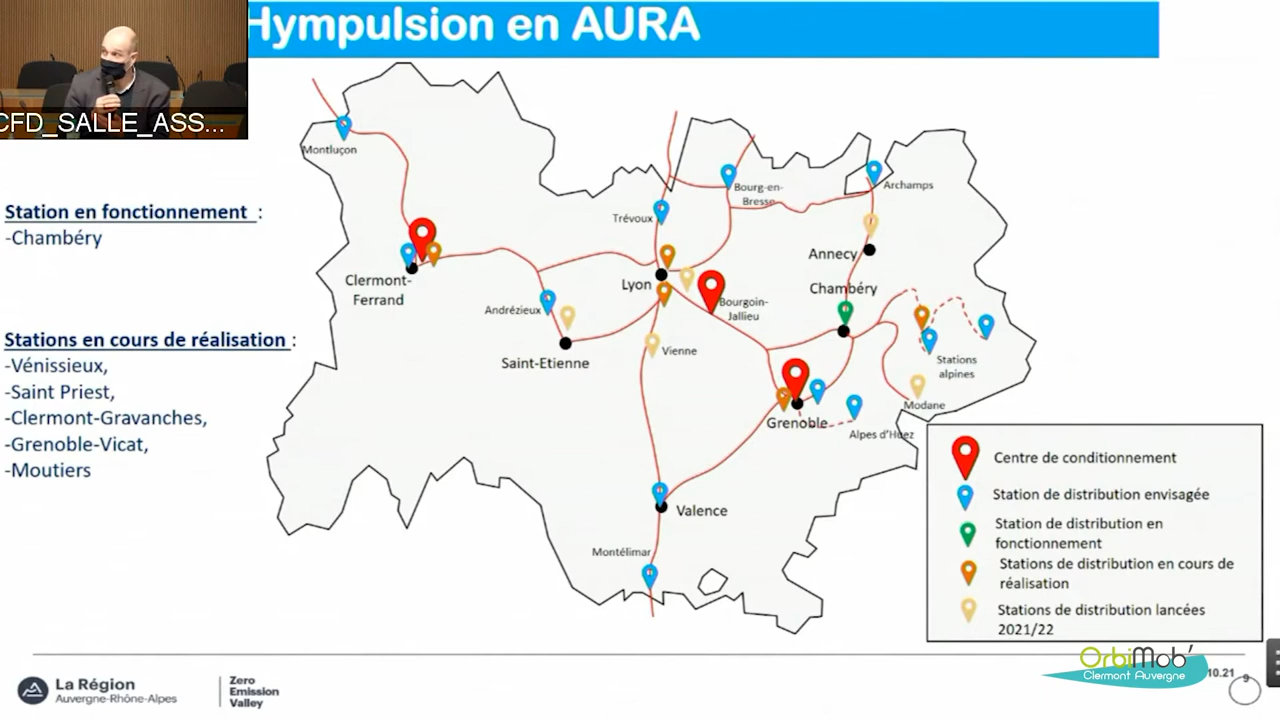 Hympulsion en AURA
CFD_SALLE_ASS...
Station en fonctionnement :
-Chambéry
Stations en cours de réalisation :
-Vénissieux,
-Saint Priest,
-Clermont-Gravanches,
-Grenoble-Vicat,
-Moutiers
Montluçon
Clermont-
Ferrand
Trévoux
Bourg-en-
Bresse
Archamps
Annecy
Lyon
Bourgoin-
Jallieu
Chambéry
Andrézieux
Saint-Etienne
Vienne
Stations
alpines
Modane
Grenoble
Alpes d'Huez
Valence
Montélimar
Centre de conditionnement
Station de distribution envisagée
Station de distribution en
fonctionnement
Stations de distribution en cours de
réalisation
Stations de distribution lancées
2021/22
La Région
Auvergne-Rhône-Alpes
Zero
Emission
Valley
OrbiMob'
Clermont Auvergne
10.21
9